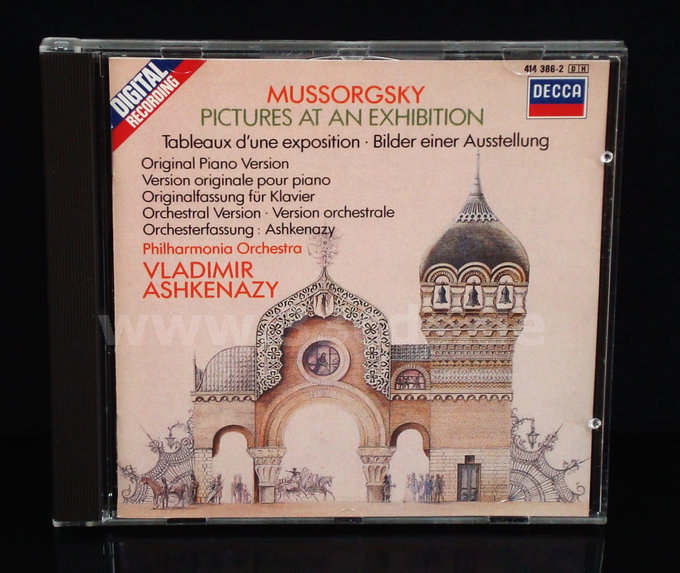 DIGITAL
RECORDING
414 386-2 DH
DECCA
MUSSORGSKY
PICTURES AT AN EXHIBITION
Tableaux d'une exposition · Bilder einer Ausstellung
Original Piano Version
Version originale pour piano
Originalfassung für Klavier
Orchestral Version · Version orchestrale
Orchesterfassung : Ashkenazy
Philharmonia Orchestra
VLADIMIR
ASHKENAZY